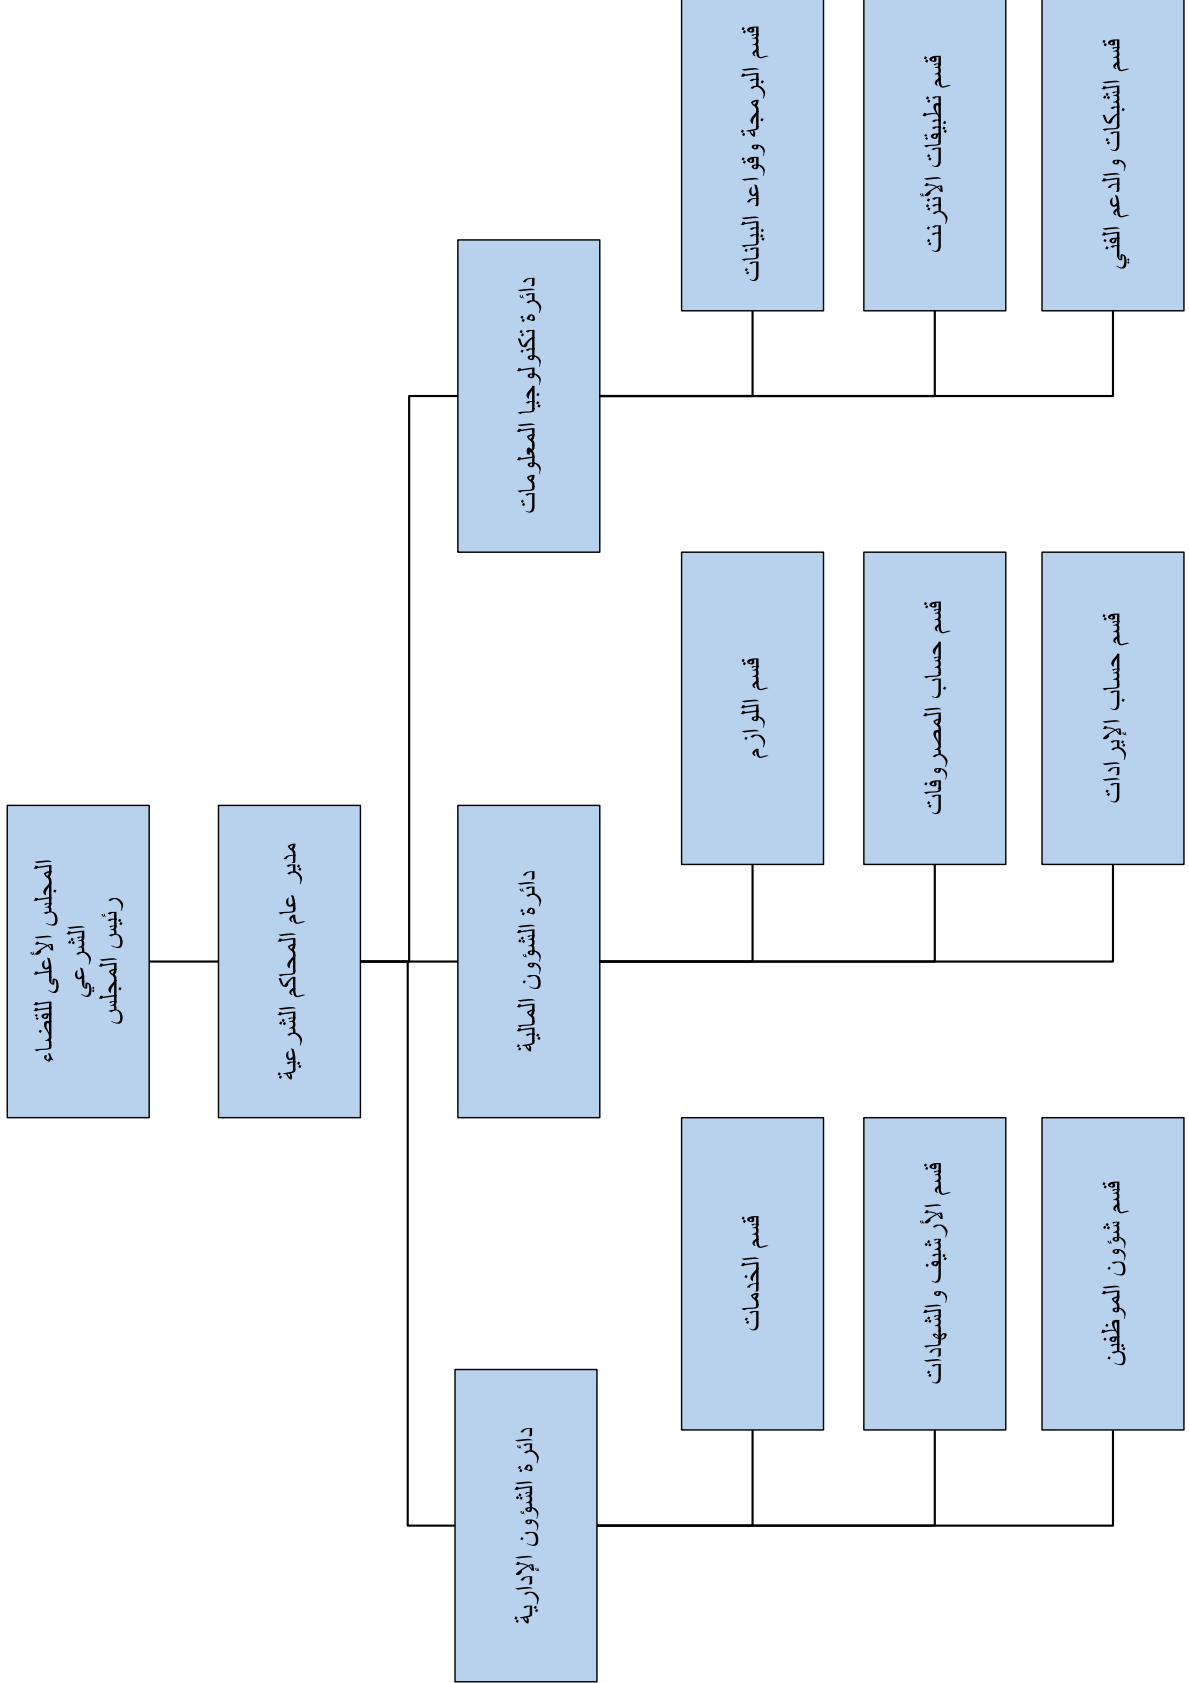 المجلس الأعلى للقضاء
الشرعي
رئيس المجلس
مدير عام المحاكم الشرعية
دائرة تكنولوجيا المعلومات
دائرة الشؤون المالية
دائرة الشؤون الإدارية
قسم البرمجة وقواعد البيانات
قسم تطبيقات الأنترنت
قسم الشبكات والدعم الفني
قسم اللوازم
قسم حساب المصروفات
قسم حساب الإيرادات
قسم الخدمات
قسم الأرشيف والشهادات
قسم شؤون الموظفين